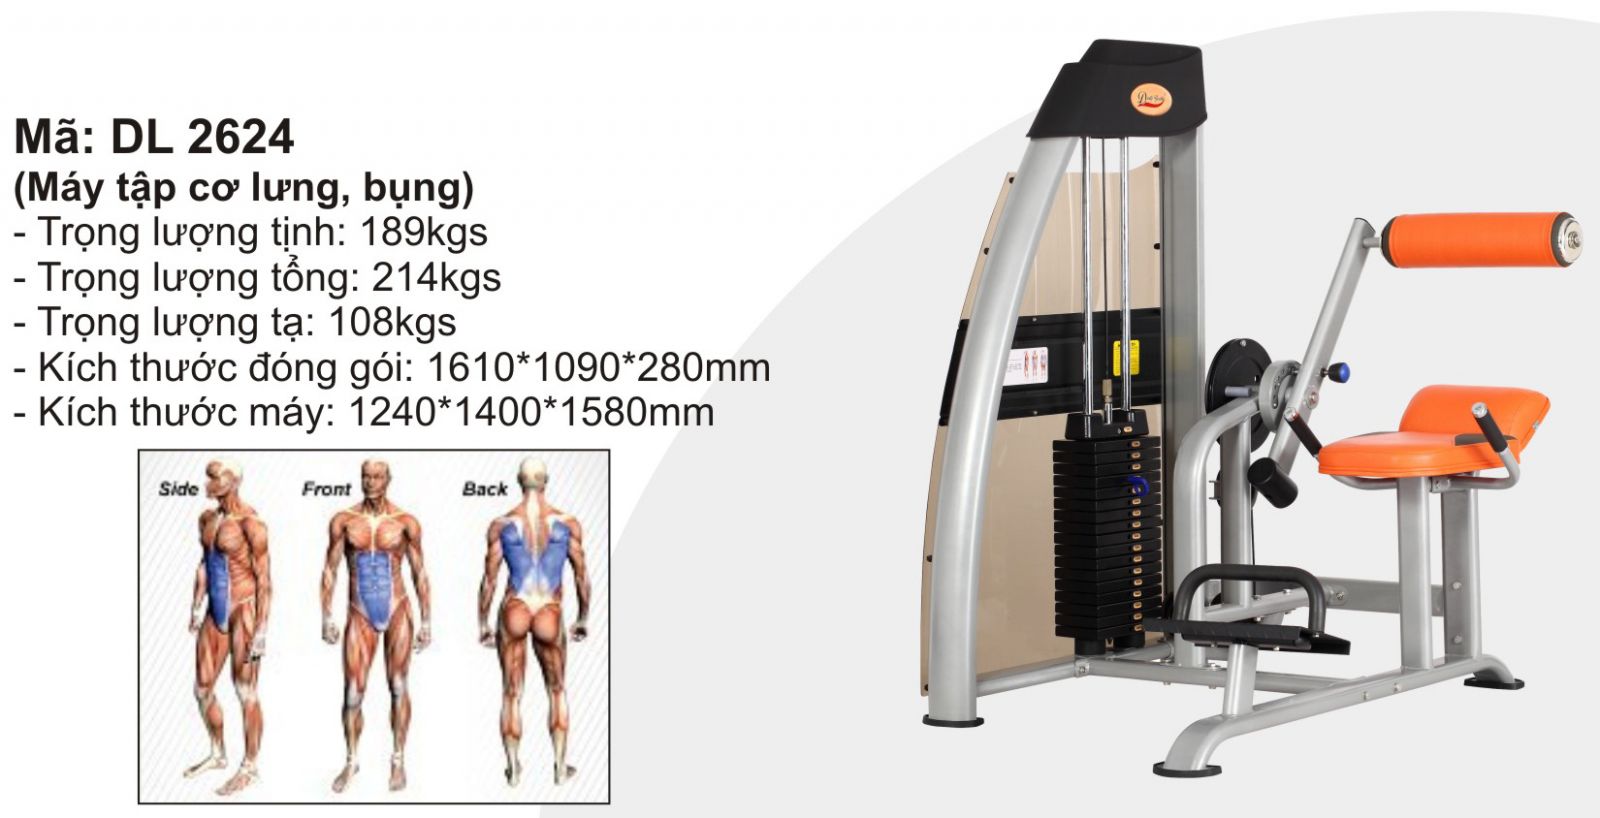 Mã: DL 2624
(Máy tập cơ lưng, bụng)
- Trọng lượng tịnh: 189kgs
- Trọng lượng tổng: 214kgs
- Trọng lượng tạ: 108kgs
- Kích thước đóng gói: 1610*1090*280mm
- Kích thước máy: 1240*1400*1580mm
Side Front Back